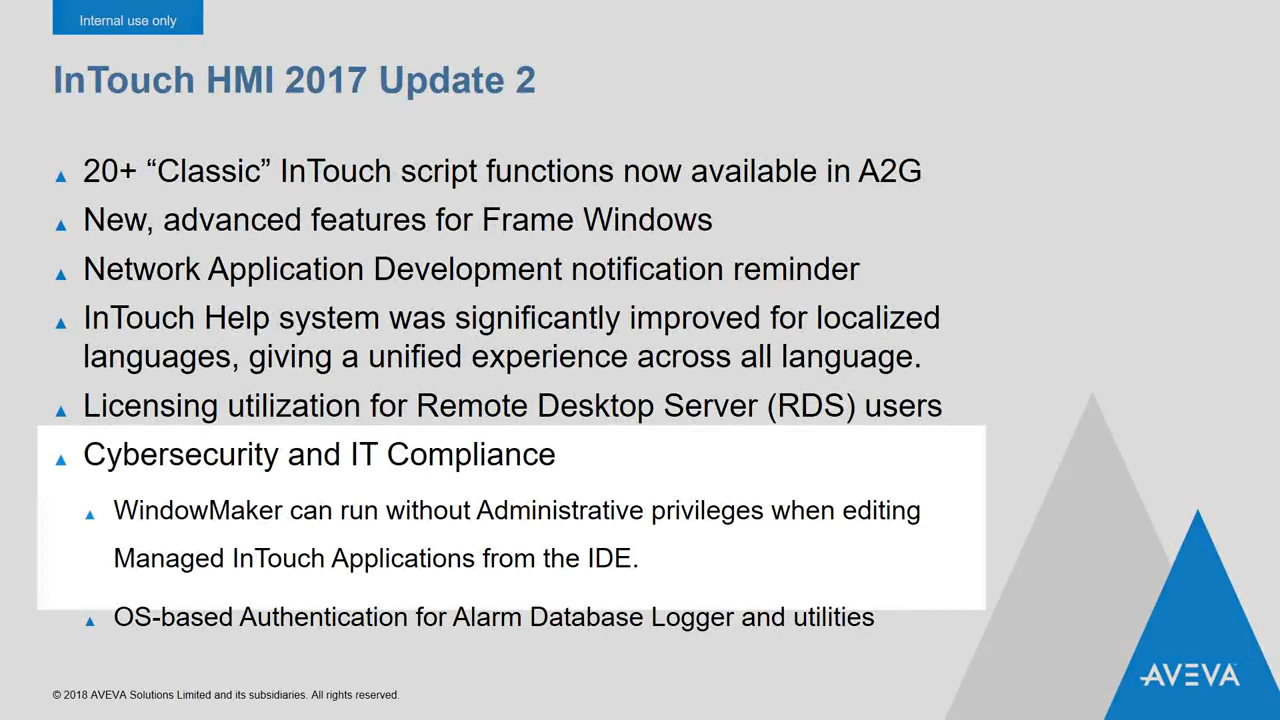 Internal use only
InTouch HMI 2017 Update 2
▲ 20+ “Classic” InTouch script functions now available in A2G
▲ New, advanced features for Frame Windows
▲ Network Application Development notification reminder
▲ InTouch Help system was significantly improved for localized
languages, giving a unified experience across all language.
▲ Licensing utilization for Remote Desktop Server (RDS) users
▲ Cybersecurity and IT Compliance
▲ WindowMaker can run without Administrative privileges when editing
Managed InTouch Applications from the IDE.
▲ OS-based Authentication for Alarm Database Logger and utilities
AVEVA
© 2018 AVEVA Solutions Limited and its subsidiaries. All rights reserved.